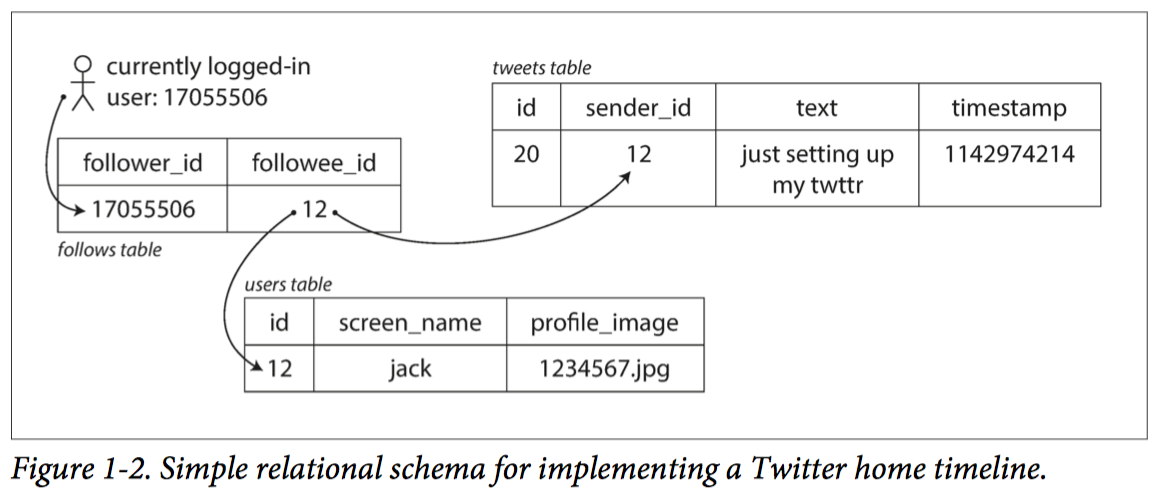 currently logged-in
user: 17055506
follower_id followee_id
17055506 12
follows table
tweets table
id sender_id text timestamp
20 12 just setting up 1142974214
my twttr
users table
id screen_name profile_image
12 jack 1234567.jpg
Figure 1-2. Simple relational schema for implementing a Twitter home timeline.